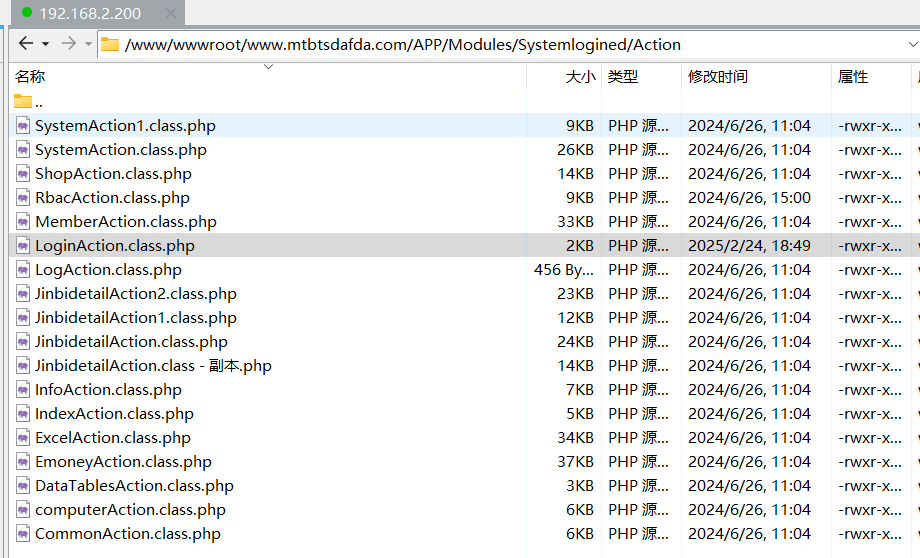 192.168.2.200
/www/wwwroot/www.mtbtsdafda.com/APP/Modules/Systemlogined/Action
名称 大小 类型 修改时间 属性
..
SystemAction1.class.php 9KB PHP 源... 2024/6/26, 11:04 -rwxr-x...
SystemAction.class.php 26KB PHP 源... 2024/6/26, 11:04 -rwxr-x...
ShopAction.class.php 14KB PHP 源... 2024/6/26, 11:04 -rwxr-x...
RbacAction.class.php 9KB PHP 源... 2024/6/26, 15:00 -rwxr-x...
MemberAction.class.php 33KB PHP 源... 2024/6/26, 11:04 -rwxr-x...
LoginAction.class.php 2KB PHP 源... 2025/2/24, 18:49 -rwxr-x...
LogAction.class.php 456 By... PHP 源... 2024/6/26, 11:04 -rwxr-x...
JinbidetailAction2.class.php 23KB PHP 源... 2024/6/26, 11:04 -rwxr-x...
JinbidetailAction1.class.php 12KB PHP 源... 2024/6/26, 11:04 -rwxr-x...
JinbidetailAction.class.php 24KB PHP 源... 2024/6/26, 11:04 -rwxr-x...
JinbidetailAction.class - 副本.php 14KB PHP 源... 2024/6/26, 11:04 -rwxr-x...
InfoAction.class.php 7KB PHP 源... 2024/6/26, 11:04 -rwxr-x...
IndexAction.class.php 5KB PHP 源... 2024/6/26, 11:04 -rwxr-x...
ExcelAction.class.php 34KB PHP 源... 2024/6/26, 11:04 -rwxr-x...
EmoneyAction.class.php 37KB PHP 源... 2024/6/26, 11:04 -rwxr-x...
DataTablesAction.class.php 3KB PHP 源... 2024/6/26, 11:04 -rwxr-x...
computerAction.class.php 6KB PHP 源... 2024/6/26, 11:04 -rwxr-x...
CommonAction.class.php 6KB PHP 源... 2024/6/26, 11:04 -rwxr-x...